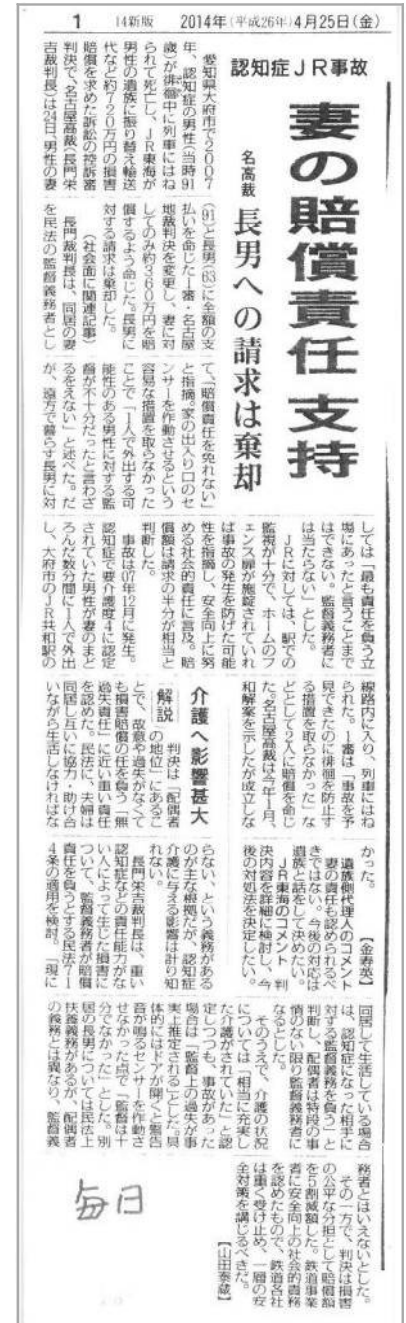 1 14新版 2014年(平成26年)4月25日(金)
認知症JR事故
妻の賠償責任 支持
名高裁
長男への請求は棄却
愛知県大府市で2007
年、認知症の男性(当時91
歳)が徘徊中に列車にはね
られて死亡し、JR東海が
男性の遺族に振り替え輸送
代など約720万円の損害
賠償を求めた訴訟の控訴審
判決で、名古屋高裁(長門栄
吉裁判長)は24日、男性の妻
(91)と長男(63)に全額の支
払いを命じた1審・名古屋
地裁判決を変更し、妻に対
してのみ約360万円を賠
償するよう命じた。長男に
対する請求は棄却した。
(社会面に関連記事)
長門裁判長は、同居の妻
を民法の監督義務者とし
て、「賠償責任を免れない」
と指摘。家の出入り口のセ
ンサーを作動させるという
容易な措置を取らなかった
ことで「1人で外出する可
能性のある男性に対する監
督が不十分だったと言わざ
るをえない」と述べた。だ
が、遠方で暮らす長男に対
しては「最も責任を負う立
場にあったと言うことまで
はできない。監督義務者に
は当たらない」とした。
JRに対しては、駅での
監視が十分で、ホームのフ
ェンス扉が施錠されていれ
ば事故の発生を防げた可能
性を指摘し、安全向上に努
める社会的責任に言及。賠
償額は請求の半分が相当と
判断した。
事故は07年12月に発生。
認知症で要介護度4に認定
されていた男性が妻のまど
ろんだ数分間に1人で外出
し、大府市のJR共和駅の
線路内に入り、列車にはね
られた。1審は「事故を予
見できたのに徘徊を防止す
る措置を取らなかった」な
どとして2人に賠償を命じ
た。名古屋高裁は今年1月、
和解案を示したが成立しな
かった。 【金寿英】
遺族側代理人のコメント
妻の責任も認められるべ
きではない。今後の対応は
遺族と話をして決めたい。
JR東海のコメント 判
決内容を詳細に検討し、今
後の対処法を決定したい。
介護へ影響甚大
解説
判決は「配偶者
の地位」にあるこ
とで、故意や過失がなくて
も損害賠償の任を負う「無
過失責任」に近い重い責任
を認めた。民法に、夫婦は
同居し互いに協力・助け合
いながら生活しなければな
らない、という義務がある
のが主な根拠だが、認知症
介護に与える影響は計り知
れない。
長門栄吉裁判長は、重い
認知症などの責任能力がな
い人によって生じた損害に
ついて、監督義務者が賠償
責任を負うとする民法71
4条の適用を検討。「現に
同居して生活している場合
は、認知症になった相手に
対する監督義務を負う」と
判断し、配偶者は特段の事
情のない限り監督義務者に
なるとした。
そのうえで、介護の状況
については「相当に充実し
た介護がされていた」と認
定しつつも、事故があった
場合は「監督上の過失が事
実上推定される」とした。具
体的にはドアが開くと警告
音が鳴るセンサーを作動さ
せなかった点で「監督は十
分でなかった」とした。別
居の長男については民法上
扶養義務があるが、配偶者
の義務とは異なり、監督義
務者とはいえないとした。
その一方で、判決は損害
の公平な分担として賠償額
を5割減額した。鉄道事業
者に安全向上の社会的責務
を認めたもので、鉄道各社
は重く受け止め、一層の安
全対策を講じるべきだ。
【山田泰蔵】
毎日